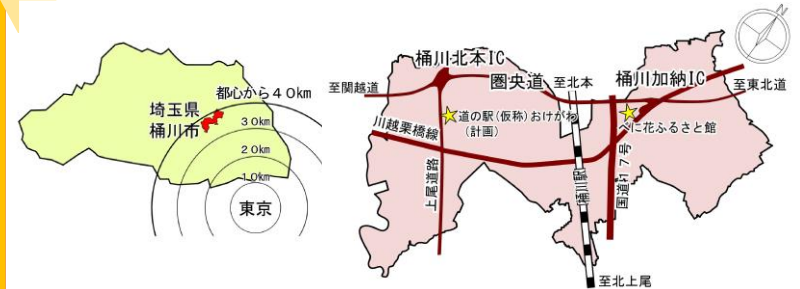 都心から40km
埼玉県
桶川市
30km
20km
10km
東京
N
桶川北本IC
圏央道
至北本
桶川加納IC
至関越道
至東北道
道の駅(仮称)おけがわ
(計画)
べに花ふるさと館
川越栗橋線
上尾道路
桶川駅
国道17号
至北上尾